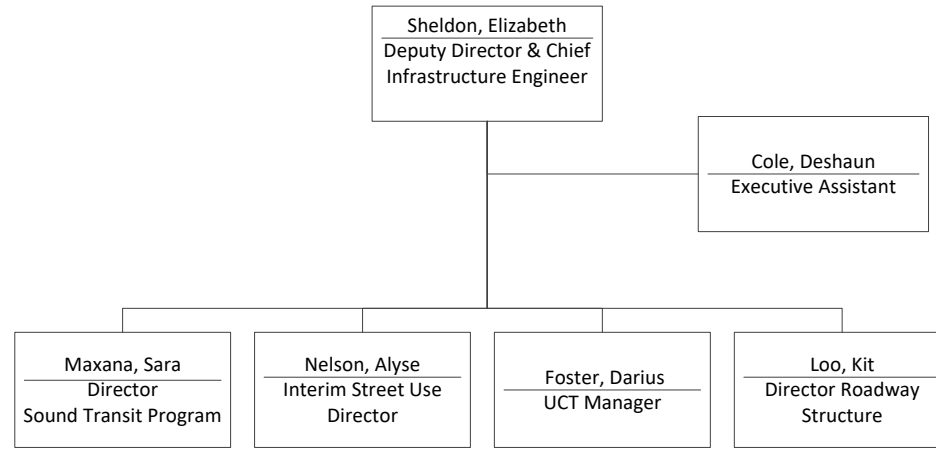 Sheldon, Elizabeth
Deputy Director & Chief
Infrastructure Engineer
Cole, Deshaun
Executive Assistant
Maxana, Sara
Director
Sound Transit Program
Nelson, Alyse
Interim Street Use
Director
Foster, Darius
UCT Manager
Loo, Kit
Director Roadway
Structure